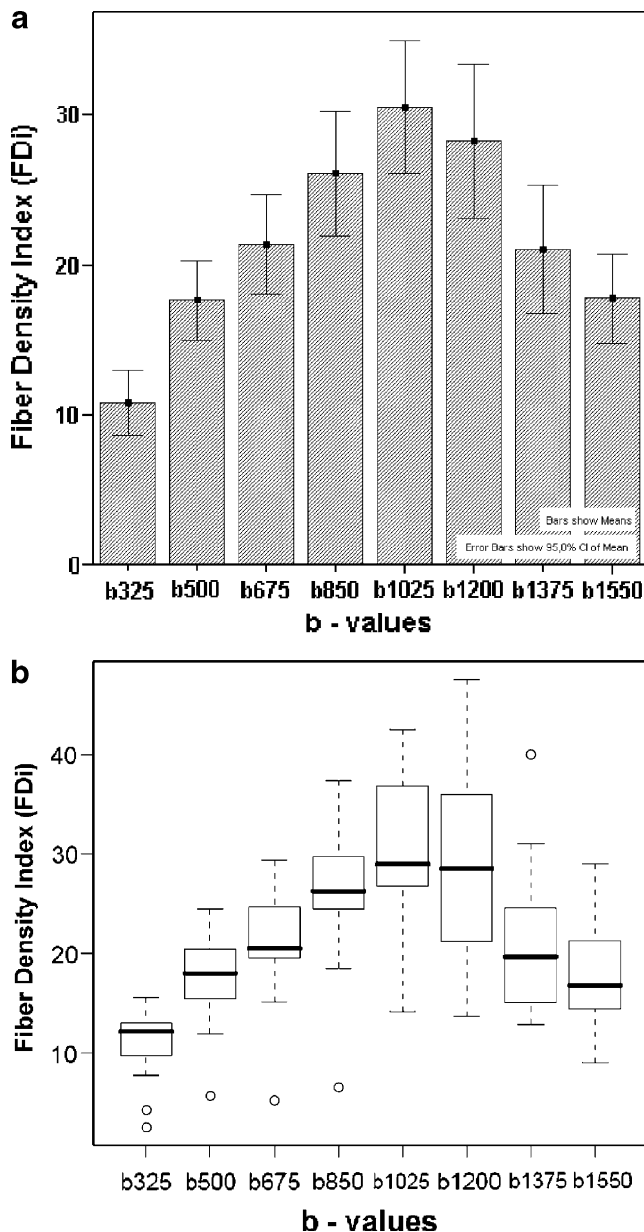 a
Fiber Density Index (FDi)
30
20
10
0
Bars show Means
Error Bars show 95,0% CI of Mean
b325 b500 b675 b850 b1025 b1200 b1375 b1550
b - values
b
Fiber Density Index (FDi)
40
30
20
10
b325 b500 b675 b850 b1025 b1200 b1375 b1550
b - values